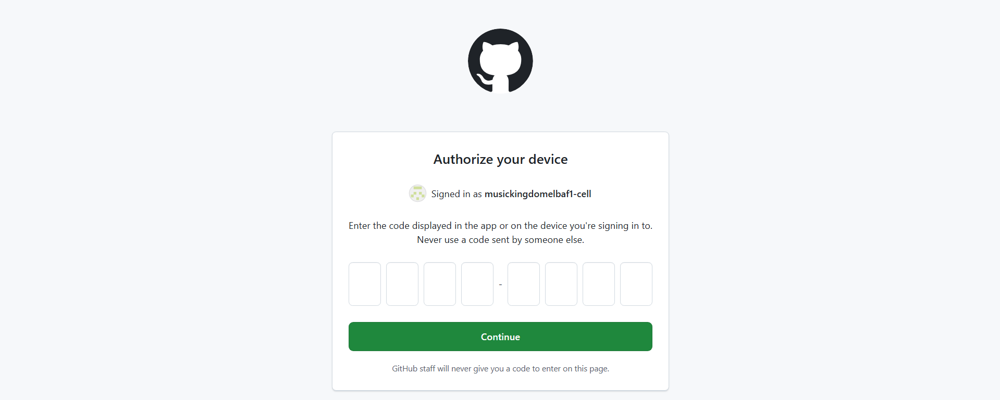 Authorize your device
Signed in as musickingdomelbaf1-cell
Enter the code displayed in the app or on the device you're signing in to.
Never use a code sent by someone else.
-
Continue
GitHub staff will never give you a code to enter on this page.